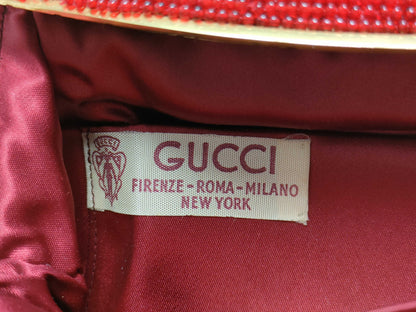 GUCCI
FIRENZE - ROMA - MILANO
NEW YORK